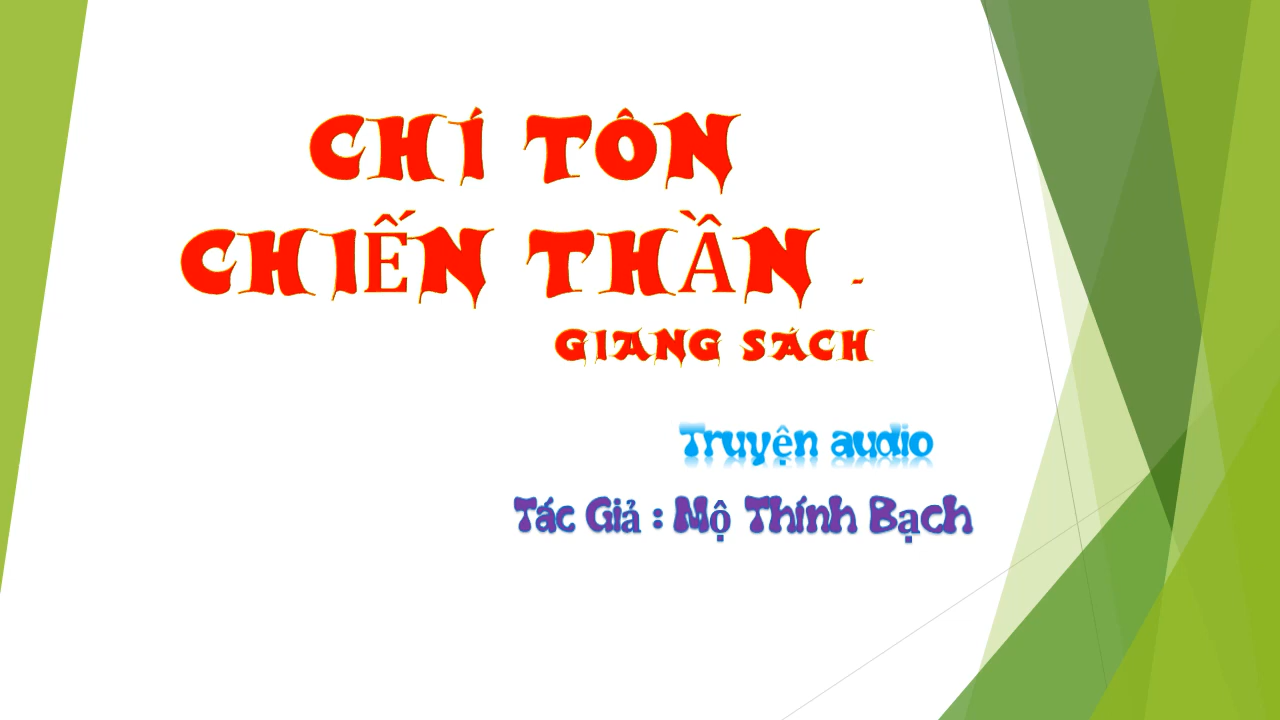 CHÍ TÔN
CHIẾN THẦN -
GIANG SÁCH
Truyện audio
Tác Giả : Mộ Thính Bạch